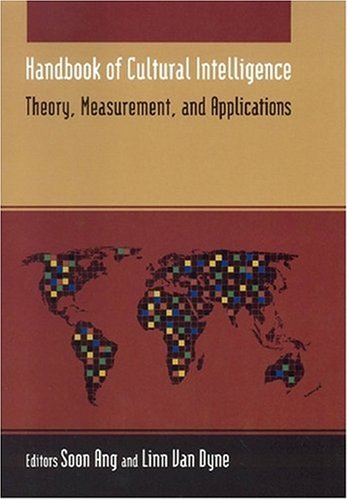 Handbook of Cultural Intelligence
Theory, Measurement, and Applications
Editors Soon Ang and Linn Van Dyne